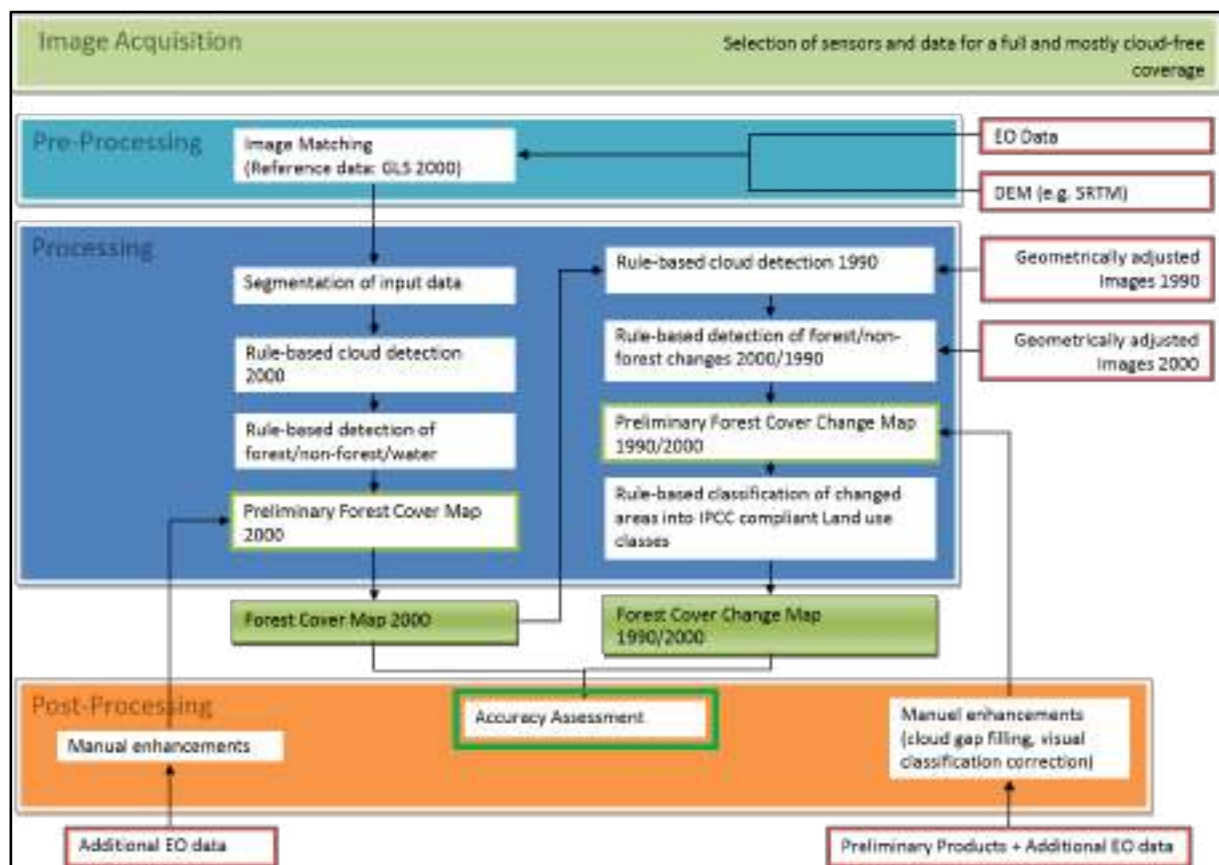 Image Acquisition
Selection of sensors and data for a full and mostly cloud-free
coverage
Pre-Processing
Image Matching
(Reference data: GLS 2000)
EO Data
DEM (e.g. SRTM)
Processing
Segmentation of input data
Rule-based cloud detection
2000
Rule-based detection of
forest/non-forest/water
Preliminary Forest Cover Map
2000
Rule-based cloud detection 1990
Rule-based detection of forest/non-
forest changes 2000/1990
Preliminary Forest Cover Change Map
1990/2000
Rule-based classification of changed
areas into IPCC compliant Land use
classes
Geometrically adjusted
Images 1990
Geometrically adjusted
Images 2000
Forest Cover Map 2000
Forest Cover Change Map
1990/2000
Post-Processing
Manual enhancements
Accuracy Assessment
Manuel enhancements
(cloud gap filling, visual
classification correction)
Additional EO data
Preliminary Products + Additional EO data